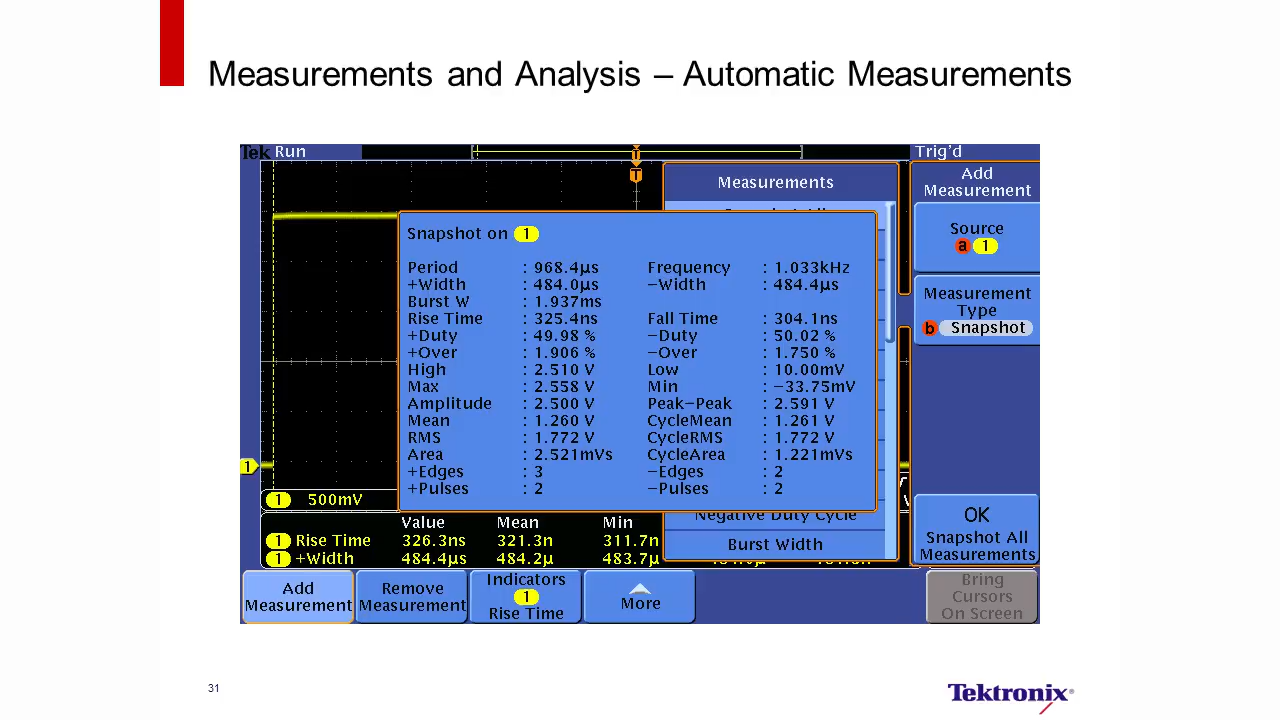 Measurements and Analysis – Automatic Measurements
Tek Run
Trig'd
T
T
Measurements
Add
Measurement
Source
a 1
Measurement
Type
b Snapshot
Snapshot on 1
Period : 968.4µs Frequency : 1.033kHz
+Width : 484.0µs −Width : 484.4µs
Burst W : 1.937ms
Rise Time : 325.4ns Fall Time : 304.1ns
+Duty : 49.98 % −Duty : 50.02 %
+Over : 1.906 % −Over : 1.750 %
High : 2.510 V Low : 10.00mV
Max : 2.558 V Min : −33.75mV
Amplitude : 2.500 V Peak−Peak : 2.591 V
Mean : 1.260 V CycleMean : 1.261 V
RMS : 1.772 V CycleRMS : 1.772 V
Area : 2.521mVs CycleArea : 1.221mVs
+Edges : 3 −Edges : 2
+Pulses : 2 −Pulses : 2
1
1 500mV
Negative Duty Cycle
Burst Width
OK
Snapshot All
Measurements
Value Mean Min
1 Rise Time 326.3ns 321.3n 311.7n
1 +Width 484.4µs 484.2µ 483.7µ
Add
Measurement
Remove
Measurement
Indicators
1
Rise Time
More
Bring
Cursors
On Screen
31
Tektronix®